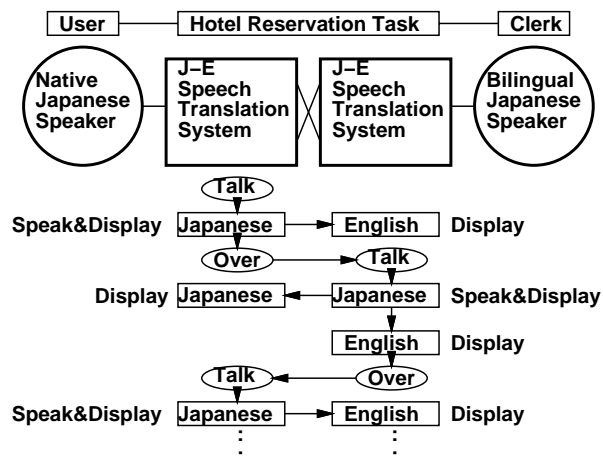 User Hotel Reservation Task Clerk
Native Japanese Speaker
J-E Speech Translation System
J-E Speech Translation System
Bilingual Japanese Speaker
Talk
Speak&Display Japanese English Display
Over Talk
Display Japanese Japanese Speak&Display
English Display
Talk Over
Speak&Display Japanese English Display